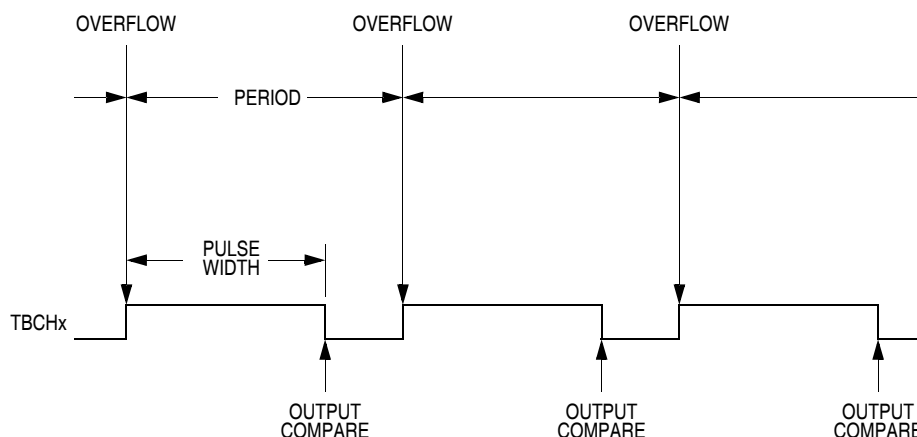 OVERFLOW
OVERFLOW
OVERFLOW
PERIOD
PULSE
WIDTH
TBCHx
OUTPUT
COMPARE
OUTPUT
COMPARE
OUTPUT
COMPARE